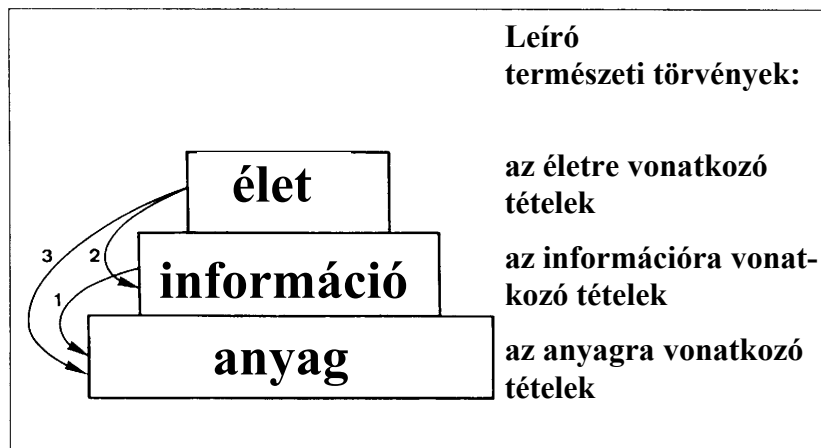 Leíró
természeti törvények:
élet
az életre vonatkozó
tételek
3
2
információ
az információra vonat-
kozó tételek
1
anyag
az anyagra vonatkozó
tételek